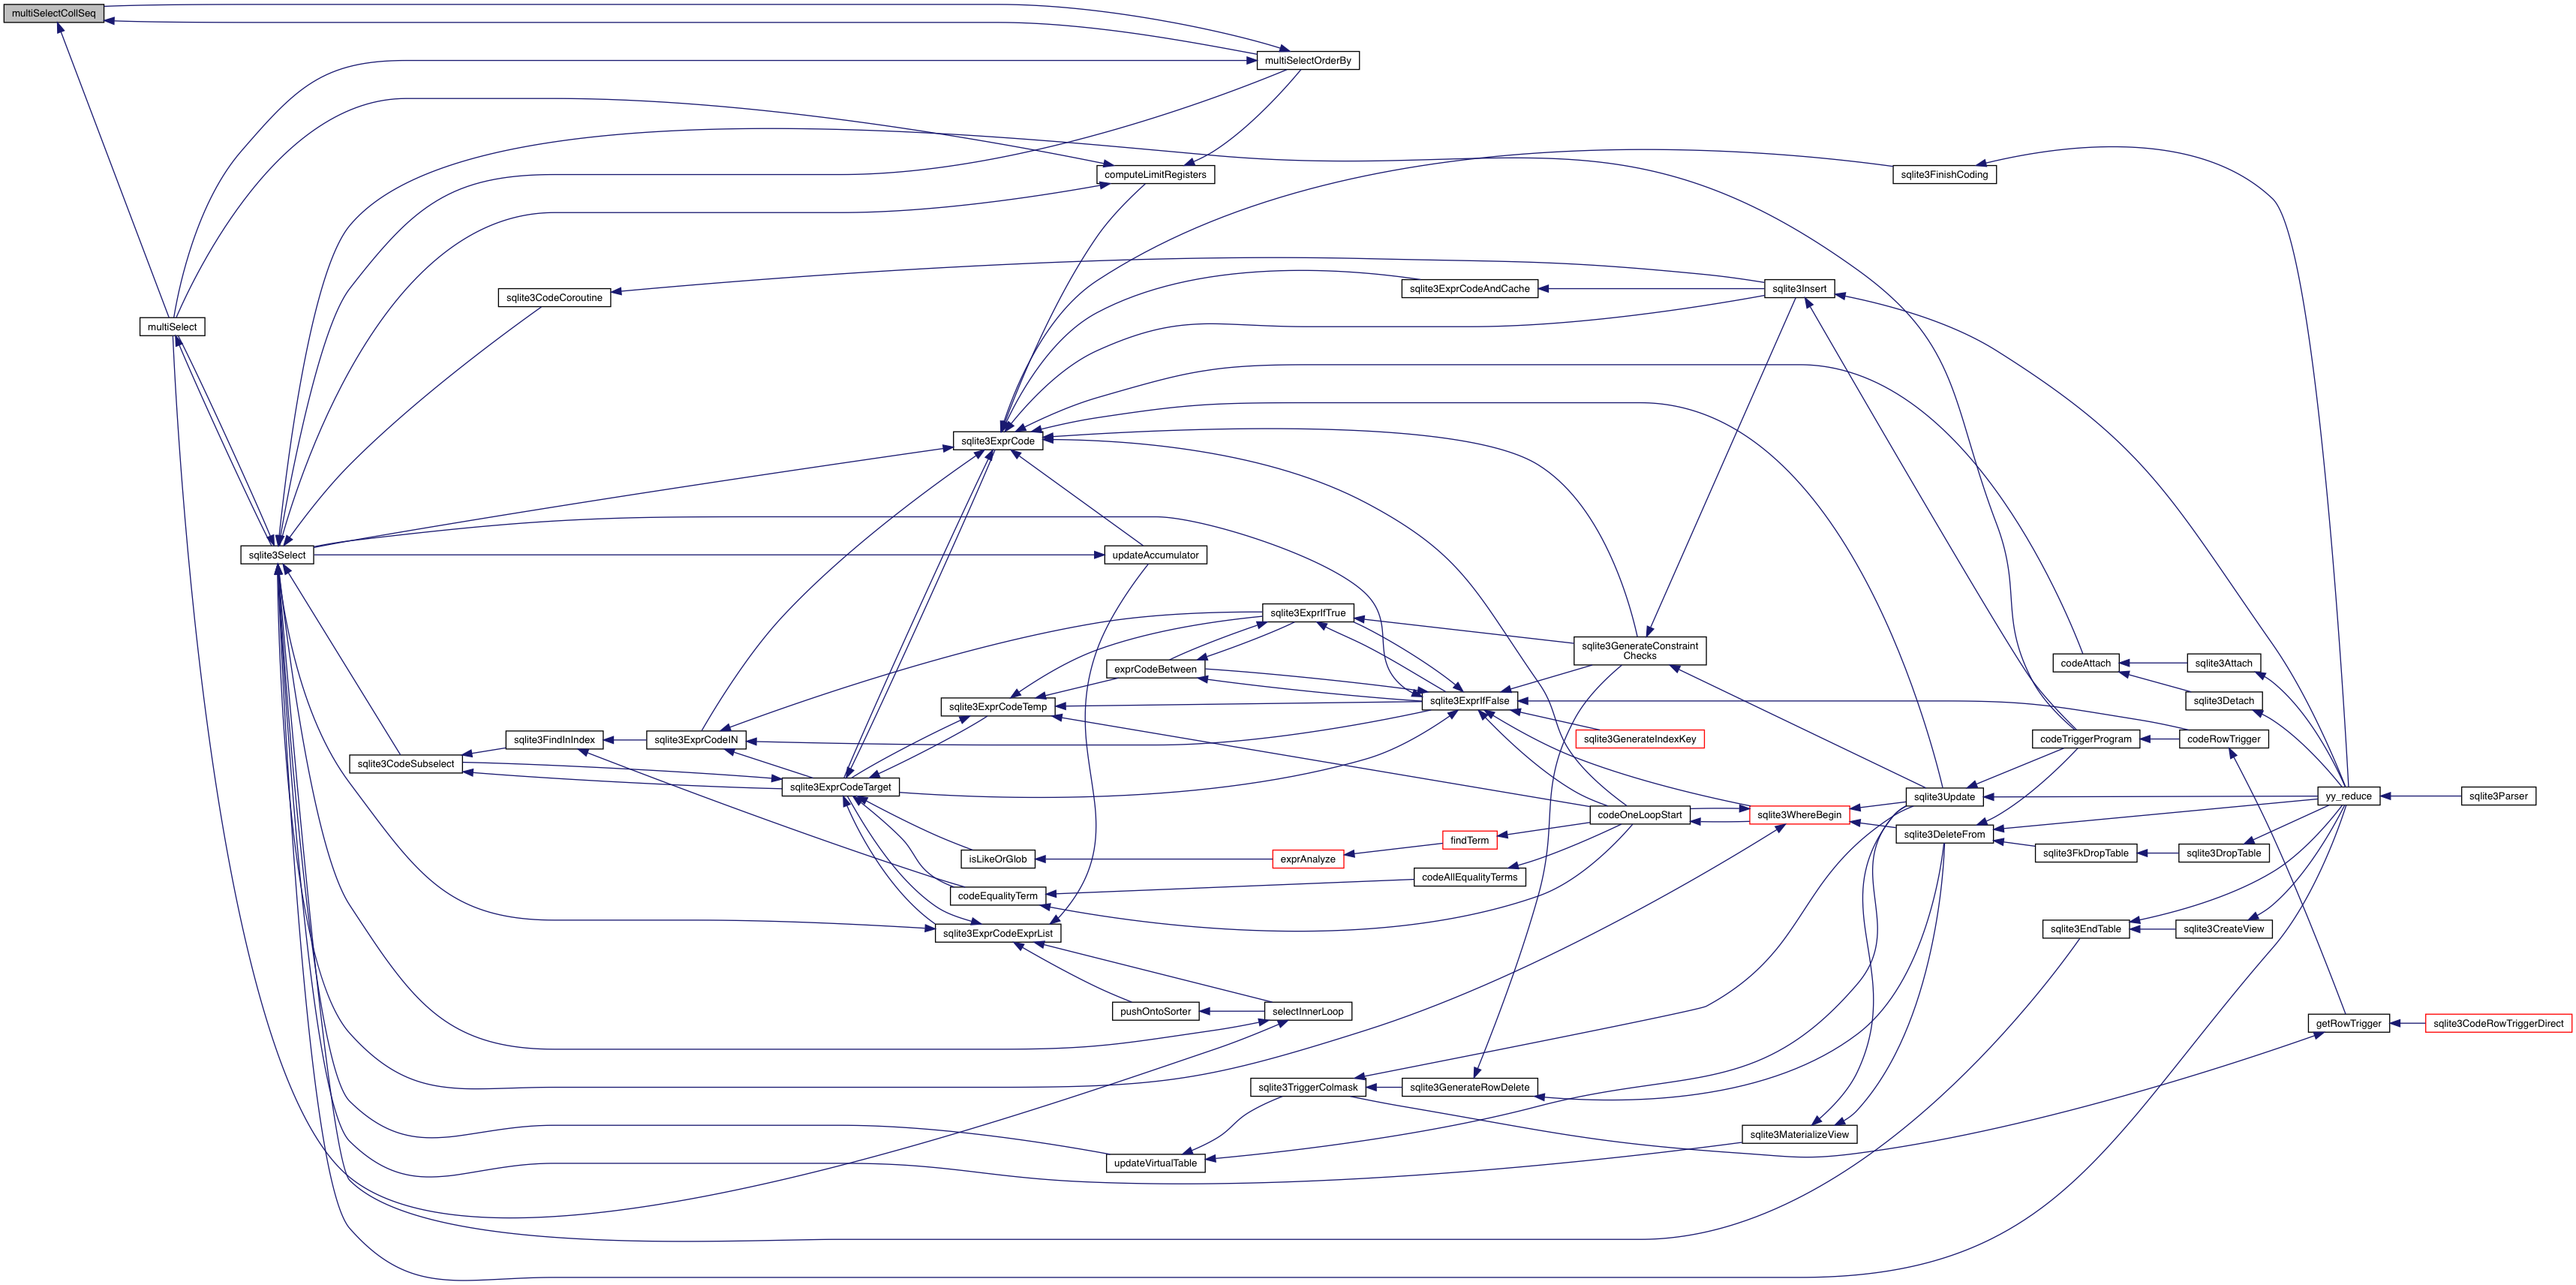 multiSelectCollSeq
multiSelectOrderBy
computeLimitRegisters
sqlite3FinishCoding
sqlite3CodeCoroutine
sqlite3ExprCodeAndCache
sqlite3Insert
multiSelect
sqlite3ExprCode
sqlite3Select
updateAccumulator
sqlite3ExprIfTrue
sqlite3GenerateConstraint
Checks
exprCodeBetween
codeAttach
sqlite3Attach
sqlite3ExprCodeTemp
sqlite3ExprIfFalse
sqlite3Detach
sqlite3FindInIndex
sqlite3ExprCodeIN
sqlite3GenerateIndexKey
codeTriggerProgram
codeRowTrigger
sqlite3CodeSubselect
sqlite3ExprCodeTarget
sqlite3Update
yy_reduce
sqlite3Parser
codeOneLoopStart
sqlite3WhereBegin
findTerm
sqlite3DeleteFrom
isLikeOrGlob
exprAnalyze
sqlite3FkDropTable
sqlite3DropTable
codeAllEqualityTerms
codeEqualityTerm
sqlite3ExprCodeExprList
sqlite3EndTable
sqlite3CreateView
pushOntoSorter
selectInnerLoop
getRowTrigger
sqlite3CodeRowTriggerDirect
sqlite3TriggerColmask
sqlite3GenerateRowDelete
sqlite3MaterializeView
updateVirtualTable